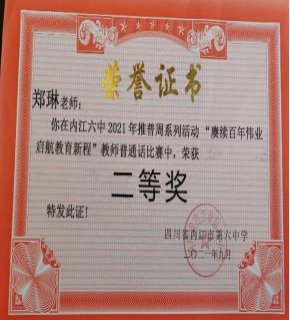 荣誉证书
郑琳老师：
你在内江六中2021年推普周系列活动“赓续百年伟业
启航教育新程”教师普通话比赛中，荣获
二等奖
特发此证！
四川省内江市第六中学
二〇二一年九月